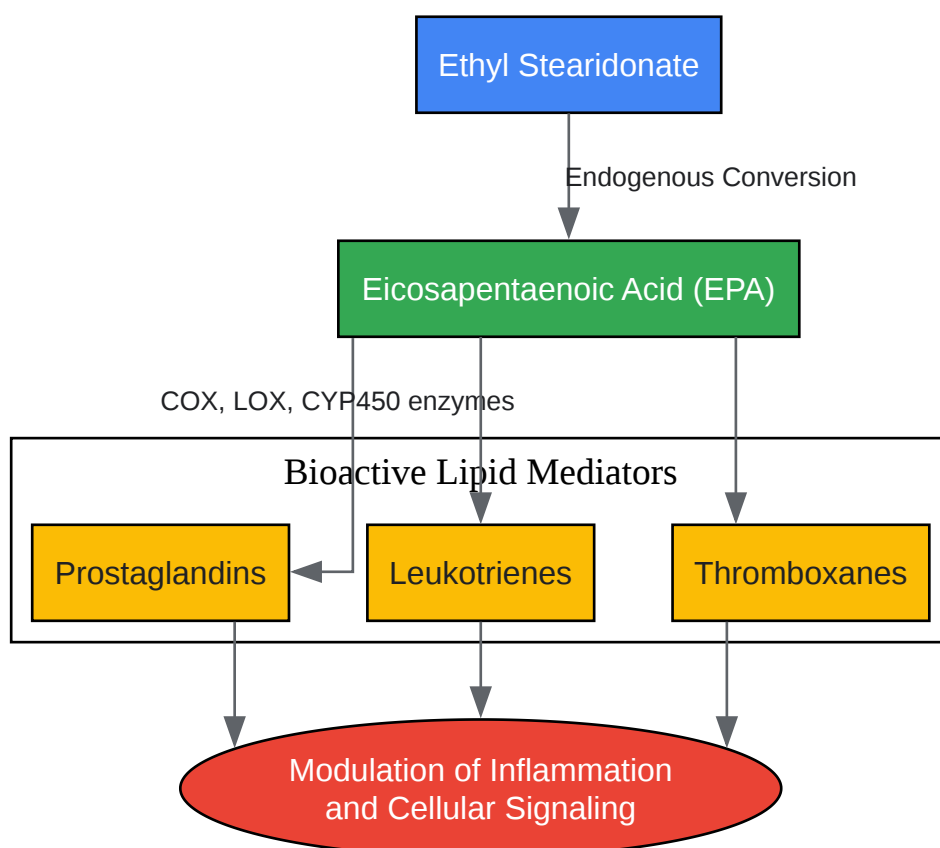 Ethyl Stearidonate
Endogenous Conversion
Eicosapentaenoic Acid (EPA)
COX, LOX, CYP450 enzymes
Bioactive Lipid Mediators
Prostaglandins
Leukotrienes
Thromboxanes
Modulation of Inflammation
and Cellular Signaling